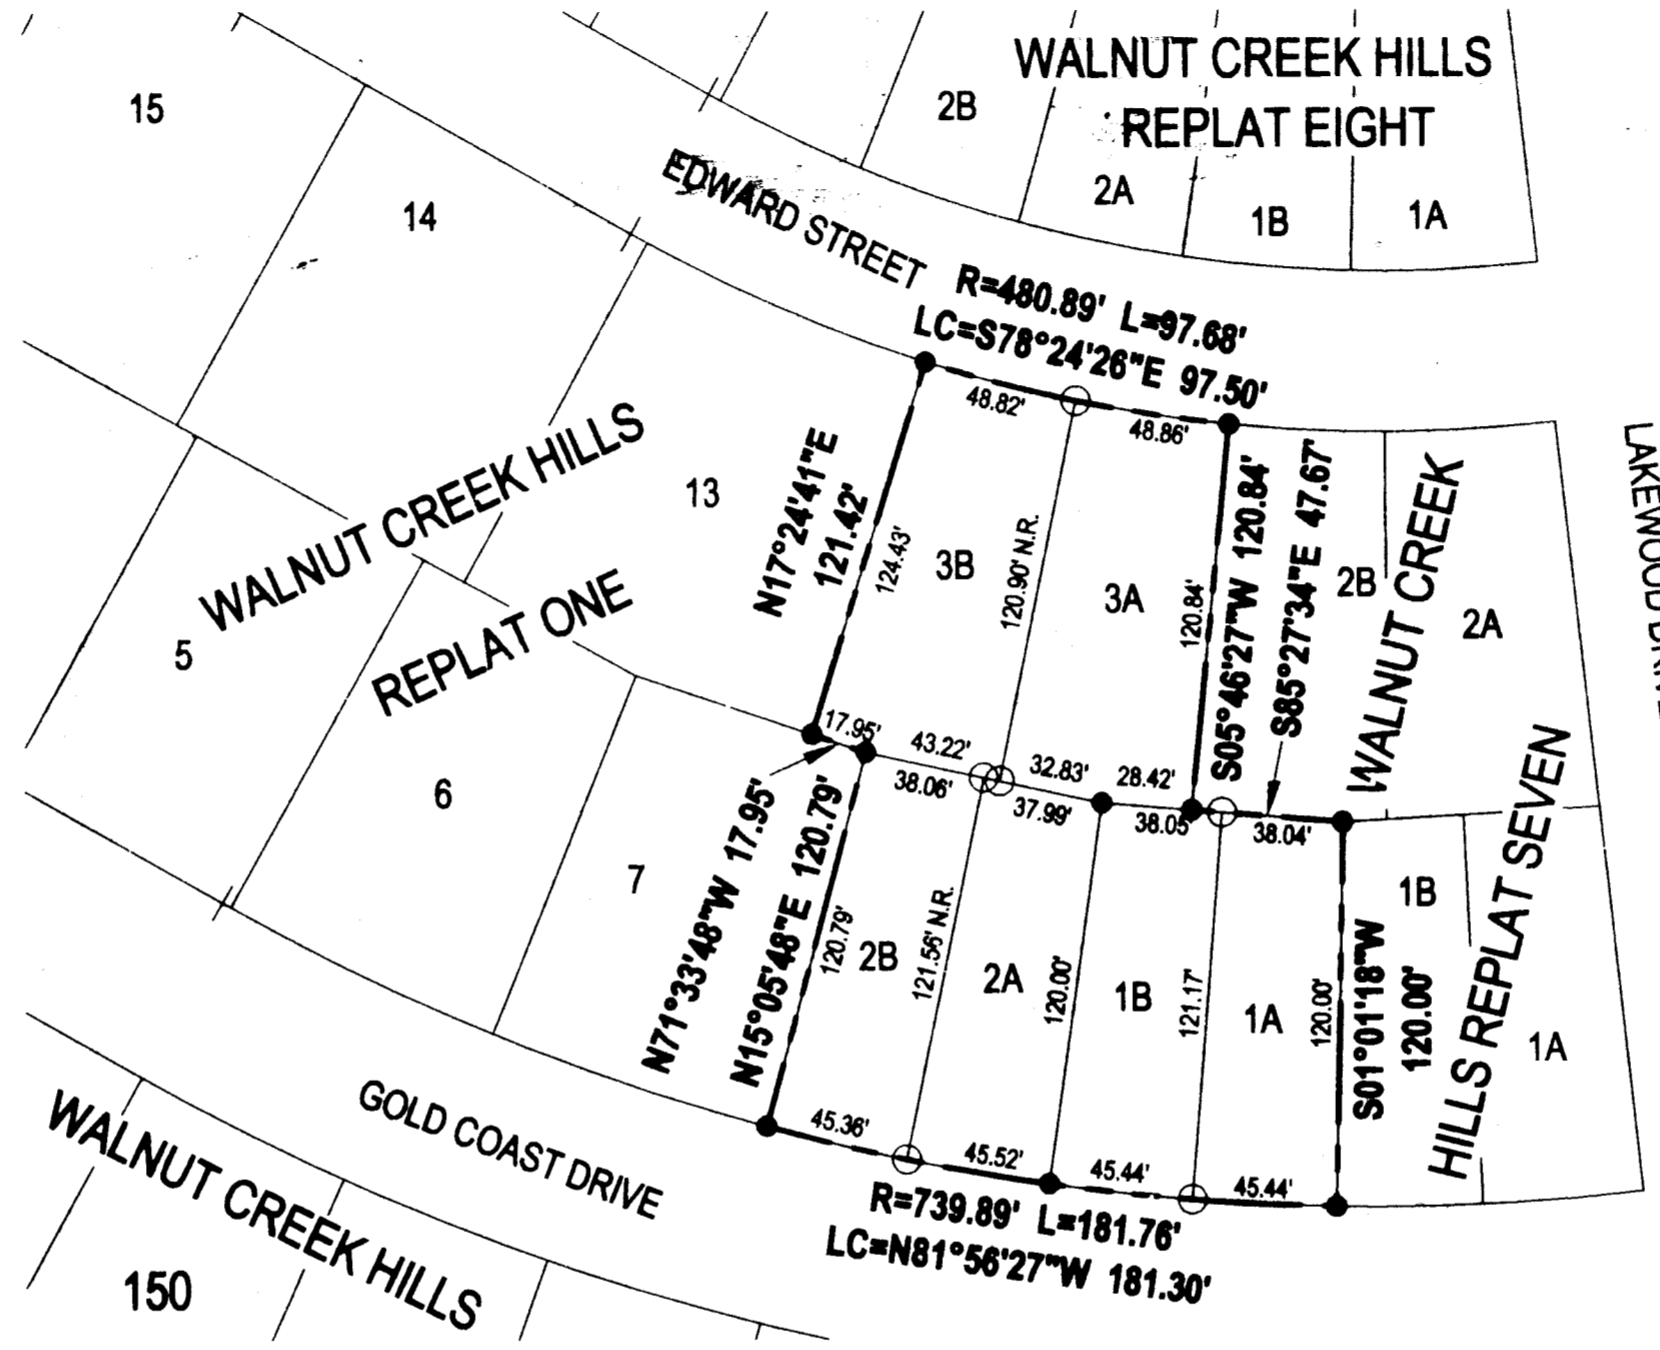 WALNUT CREEK HILLS
REPLAT EIGHT
15
14
2B
2A
1B
1A
EDWARD STREET
R=480.89' L=97.68'
LC=S78°24'26"E 97.50'
48.82'
48.86'
WALNUT CREEK HILLS
REPLAT ONE
13
N17°24'41"E
121.42'
124.43'
3B
120.90' N.R.
3A
120.84'
S05°46'27"W 120.84'
S85°27'34"E 47.67'
2B
2A
WALNUT CREEK
HILLS REPLAT SEVEN
5
6
7
17.95'
43.22'
32.83'
28.42'
38.06'
37.99'
38.05'
38.04'
N71°33'48"W 17.95'
N15°05'48"E 120.79'
120.79'
2B
121.56' N.R.
2A
120.00'
1B
121.17'
1A
120.00'
S01°01'18"W
120.00'
1B
1A
45.36'
45.52'
45.44'
45.44'
R=739.89' L=181.76'
LC=N81°56'27"W 181.30'
GOLD COAST DRIVE
WALNUT CREEK HILLS
150
LAKEWOOD DRIVE